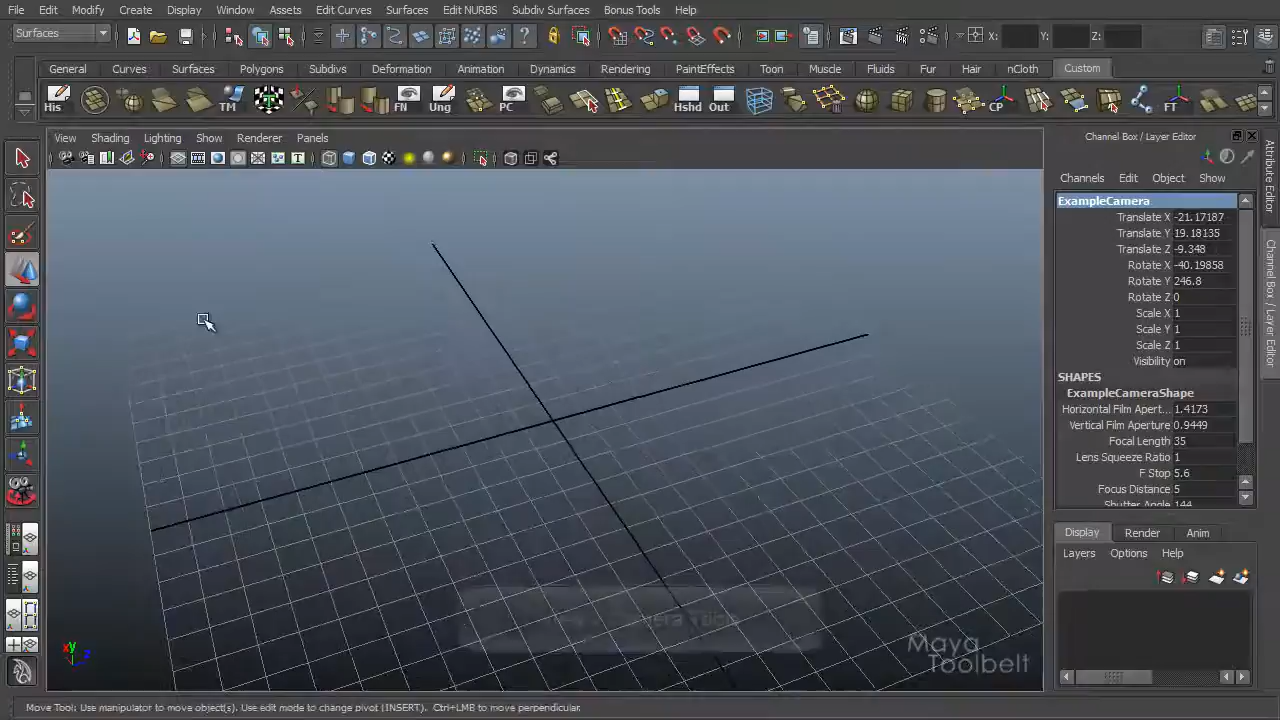 File Edit Modify Create Display Window Assets Edit Curves Surfaces Edit NURBS Subdiv Surfaces Bonus Tools Help
Surfaces X: Y: Z:
General Curves Surfaces Polygons Subdivs Deformation Animation Dynamics Rendering PaintEffects Toon Muscle Fluids Fur Hair nCloth Custom
His TM FN Ung PC Hshd Out CP FT
View Shading Lighting Show Renderer Panels
Channel Box / Layer Editor
Channels Edit Object Show
ExampleCamera
Translate X -21.17187
Translate Y 19.18135
Translate Z -9.348
Rotate X -40.19858
Rotate Y 246.8
Rotate Z 0
Scale X 1
Scale Y 1
Scale Z 1
Visibility on
SHAPES
ExampleCameraShape
Horizontal Film Apert... 1.4173
Vertical Film Aperture 0.9449
Focal Length 35
Lens Squeeze Ratio 1
F Stop 5.6
Focus Distance 5
Shutter Angle 144
Display Render Anim
Layers Options Help
Attribute Editor
Channel Box / Layer Editor
xy z
Maya
Toolbelt
Move Tool: Use manipulator to move object(s). Use edit mode to change pivot (INSERT). Ctrl+LMB to move perpendicular.